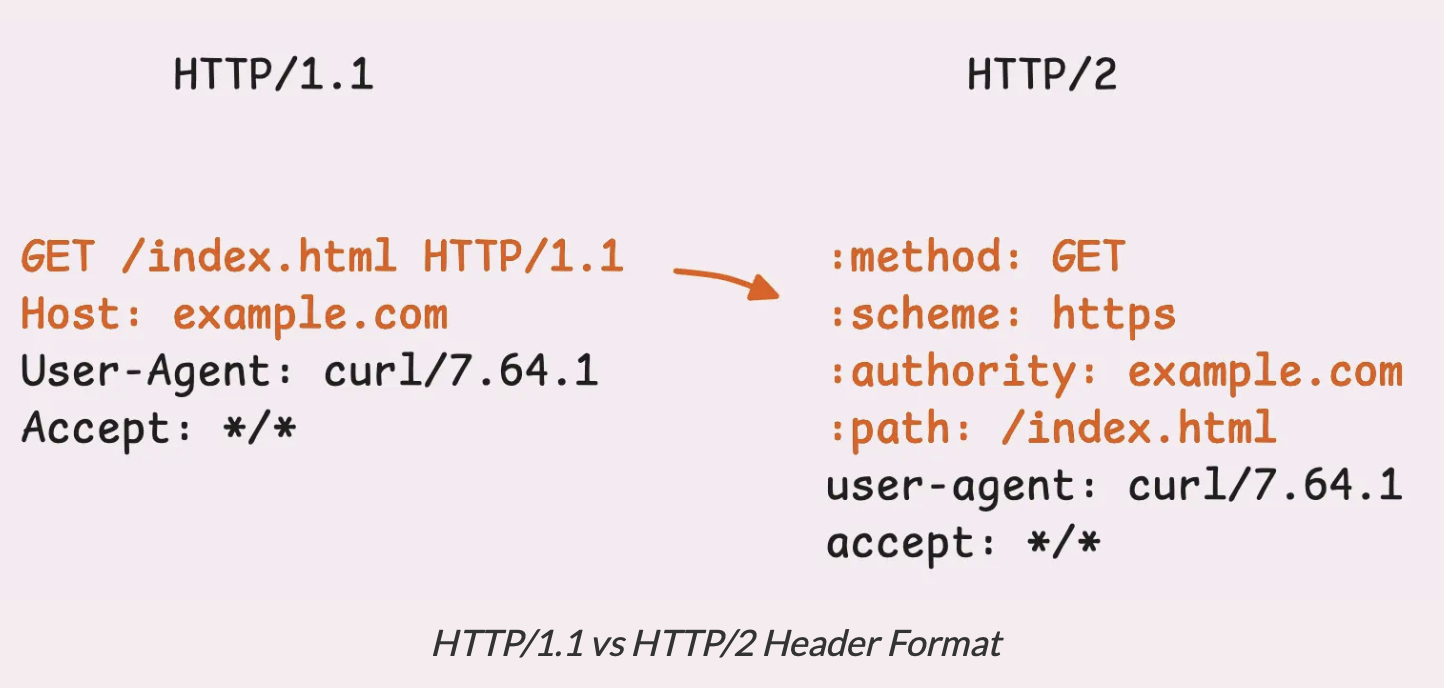 HTTP/1.1
HTTP/2
GET /index.html HTTP/1.1
Host: example.com
User-Agent: curl/7.64.1
Accept: */*
:method: GET
:scheme: https
:authority: example.com
:path: /index.html
user-agent: curl/7.64.1
accept: */*
HTTP/1.1 vs HTTP/2 Header Format